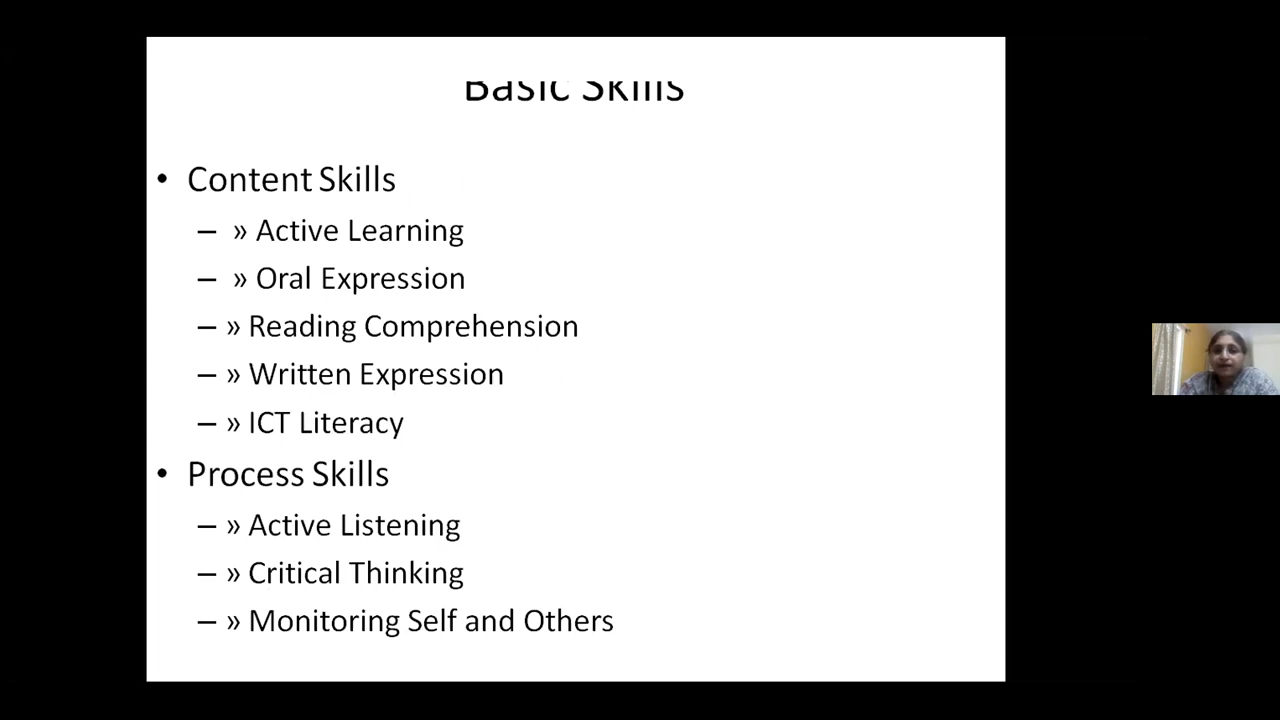 Basic Skills
• Content Skills
– » Active Learning
– » Oral Expression
– » Reading Comprehension
– » Written Expression
– » ICT Literacy
• Process Skills
– » Active Listening
– » Critical Thinking
– » Monitoring Self and Others